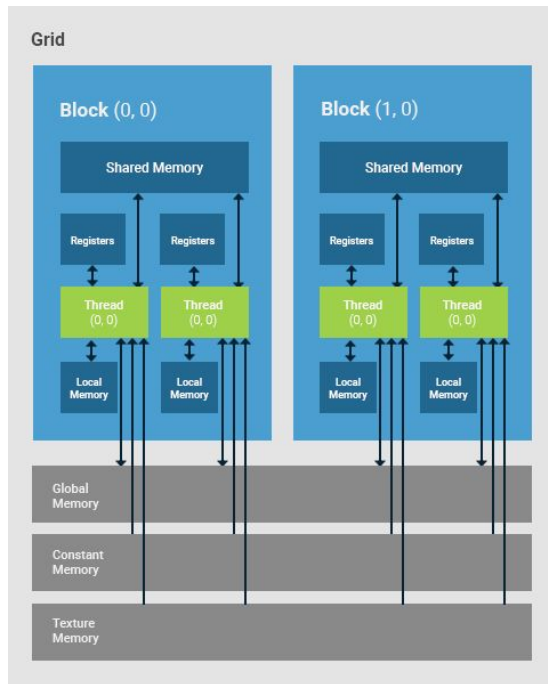 Grid
Block (0, 0)
Shared Memory
Registers
Registers
Thread
(0, 0)
Thread
(0, 0)
Local
Memory
Local
Memory
Block (1, 0)
Shared Memory
Registers
Registers
Thread
(0, 0)
Thread
(0, 0)
Local
Memory
Local
Memory
Global
Memory
Constant
Memory
Texture
Memory